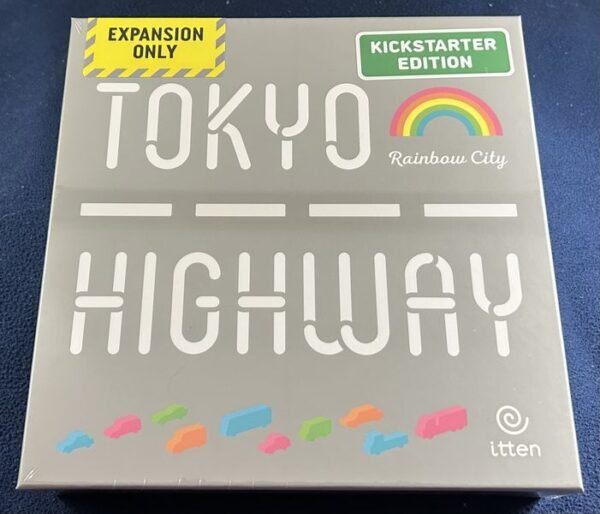 EXPANSION
ONLY
KICKSTARTER
EDITION
TOKYO
Rainbow City
HIGHWAY
itten